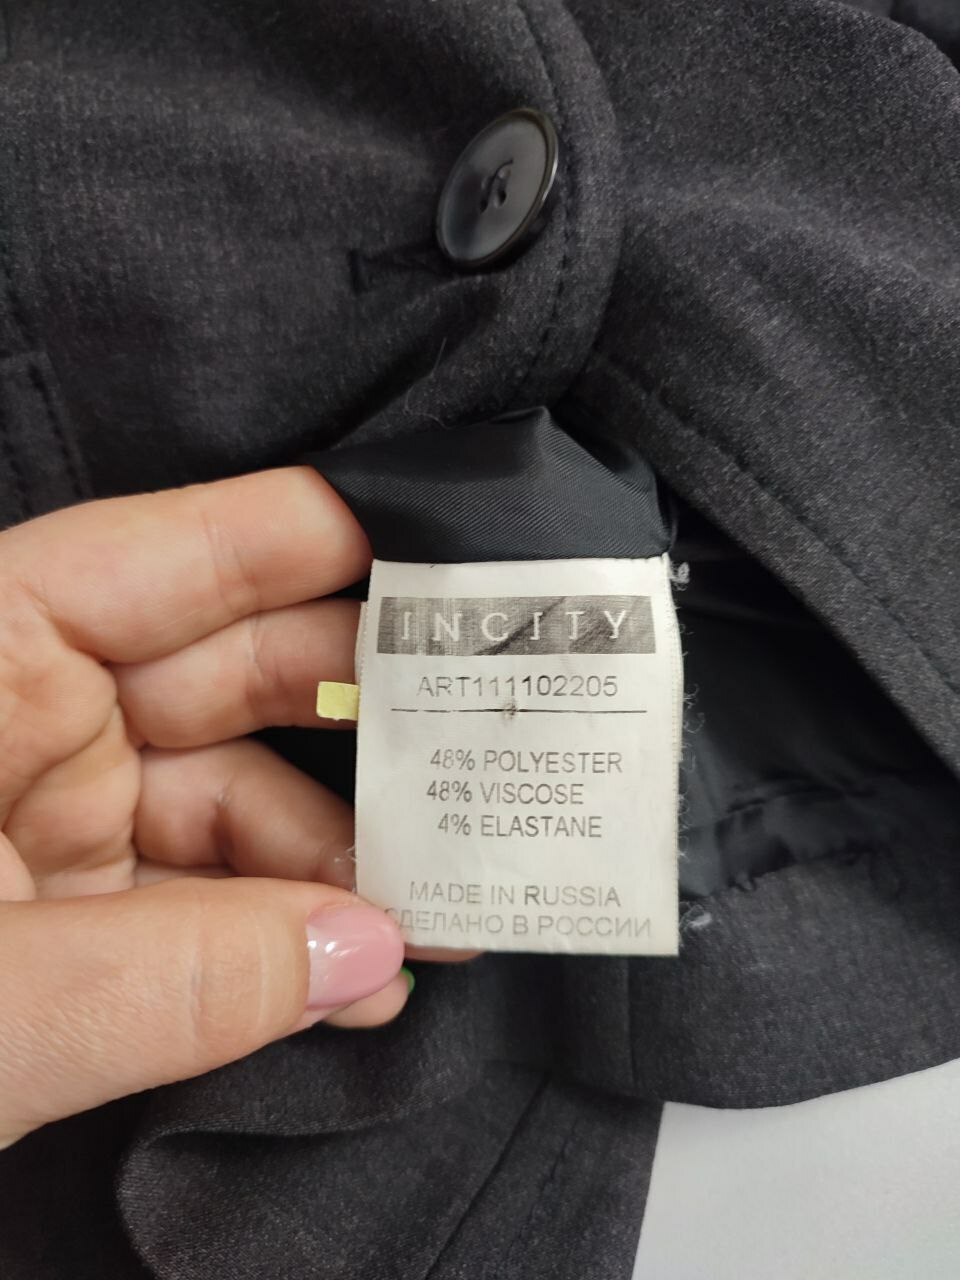 INCITY
ART111102205
48% POLYESTER
48% VISCOSE
4% ELASTANE
MADE IN RUSSIA
СДЕЛАНО В РОССИИ